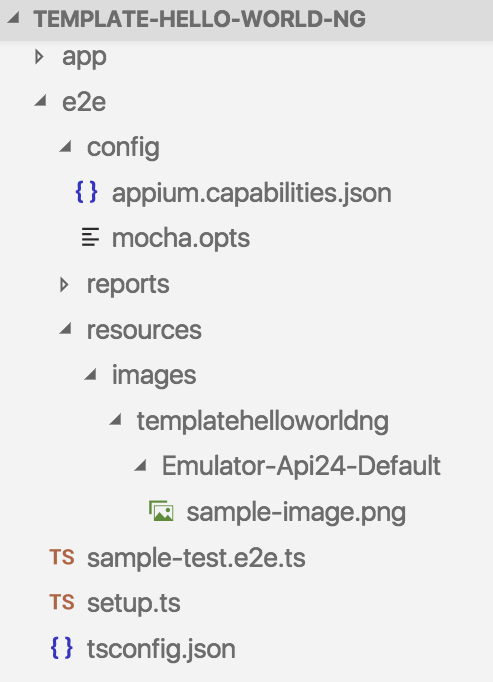 TEMPLATE-HELLO-WORLD-NG
app
e2e
config
{ } appium.capabilities.json
mocha.opts
reports
resources
images
templatehelloworldng
Emulator-Api24-Default
sample-image.png
TS sample-test.e2e.ts
TS setup.ts
{ } tsconfig.json